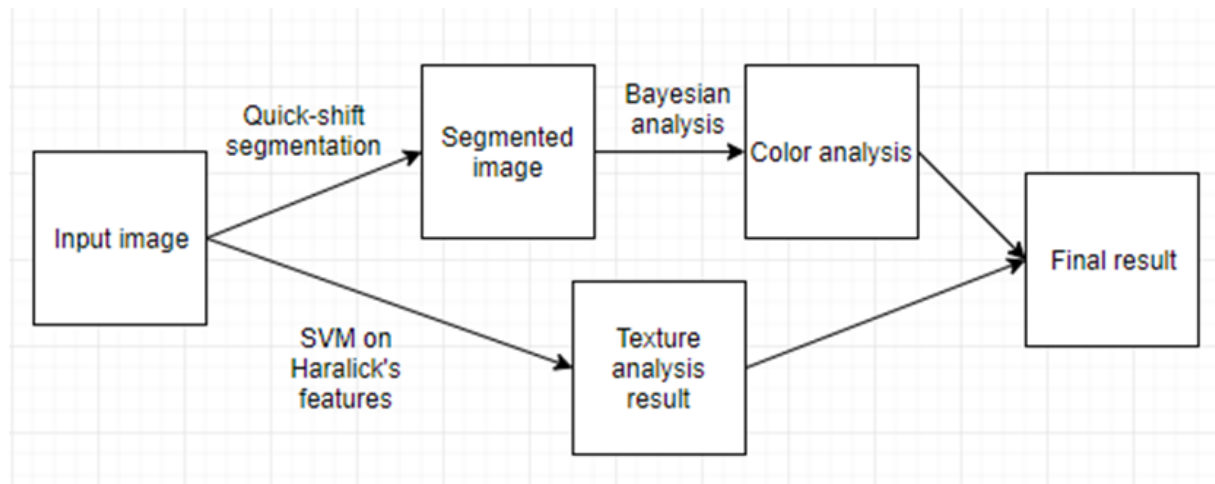 Input image
Quick-shift
segmentation
Segmented
image
Bayesian
analysis
Color analysis
SVM on
Haralick's
features
Texture
analysis
result
Final result